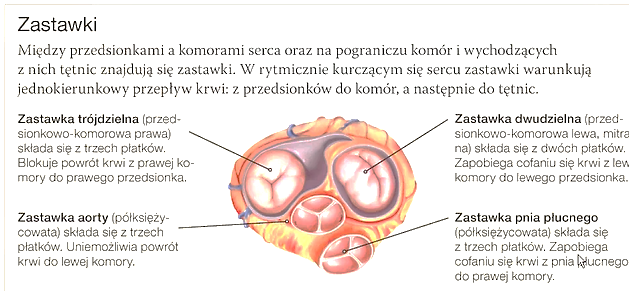 Zastawki
Między przedsionkami a komorami serca oraz na pograniczu komór i wychodzących
z nich tętnic znajdują się zastawki. W rytmicznie kurczącym się sercu zastawki warunkują
jednokierunkowy przepływ krwi: z przedsionków do komór, a następnie do tętnic.
Zastawka trójdzielna (przed-
sionkowo-komorowa prawa)
składa się z trzech płatków.
Blokuje powrót krwi z prawej ko-
mory do prawego przedsionka.
Zastawka dwudzielna (przed-
sionkowo-komorowa lewa, mitra
na) składa się z dwóch płatków.
Zapobiega cofaniu się krwi z lew
komory do lewego przedsionka.
Zastawka aorty (półksięży-
cowata) składa się z trzech
płatków. Uniemożliwia powrót
krwi do lewej komory.
Zastawka pnia płucnego
(półksiężycowata) składa się
z trzech płatków. Zapobiega
cofaniu się krwi z pnia płucnego
do prawej komory.